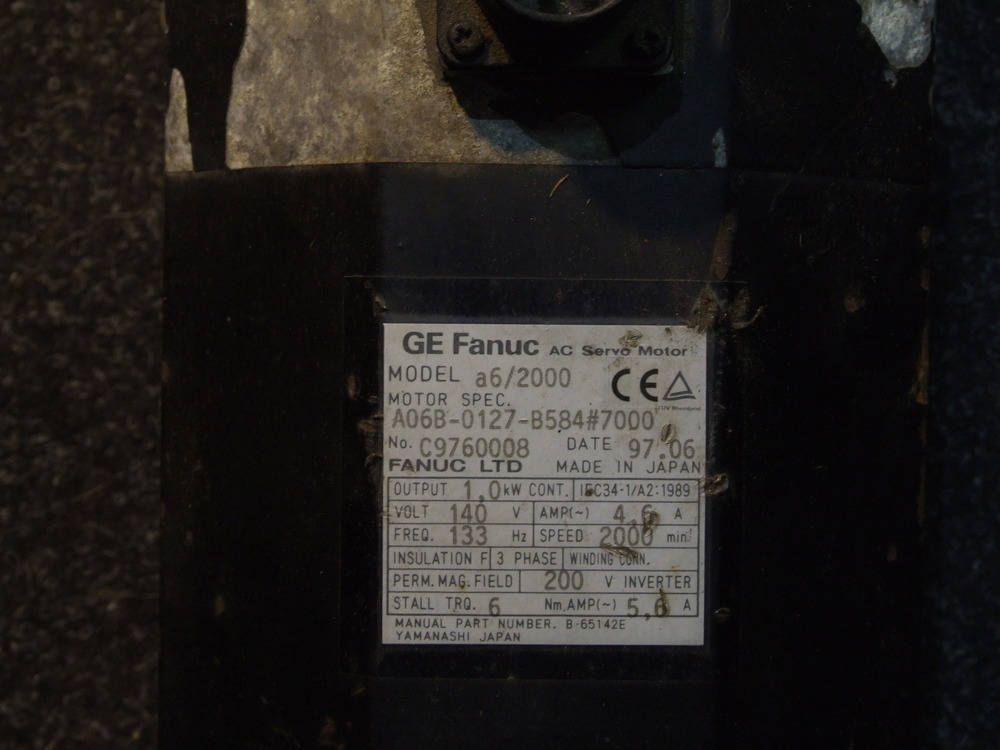 GE Fanuc AC Servo Motor
MODEL a6/2000
CE
MOTOR SPEC.
A06B-0127-B584#7000
No. C9760008 DATE 97.06
FANUC LTD MADE IN JAPAN
OUTPUT 1,0 kW CONT. IEC34-1/A2:1989
VOLT 140 V AMP(~) 4,6 A
FREQ. 133 Hz SPEED 2000 min⁻¹
INSULATION F 3 PHASE WINDING CONN.
PERM. MAG. FIELD 200 V INVERTER
STALL TRQ. 6 Nm, AMP(~) 5,6 A
MANUAL PART NUMBER. B-65142E
YAMANASHI JAPAN